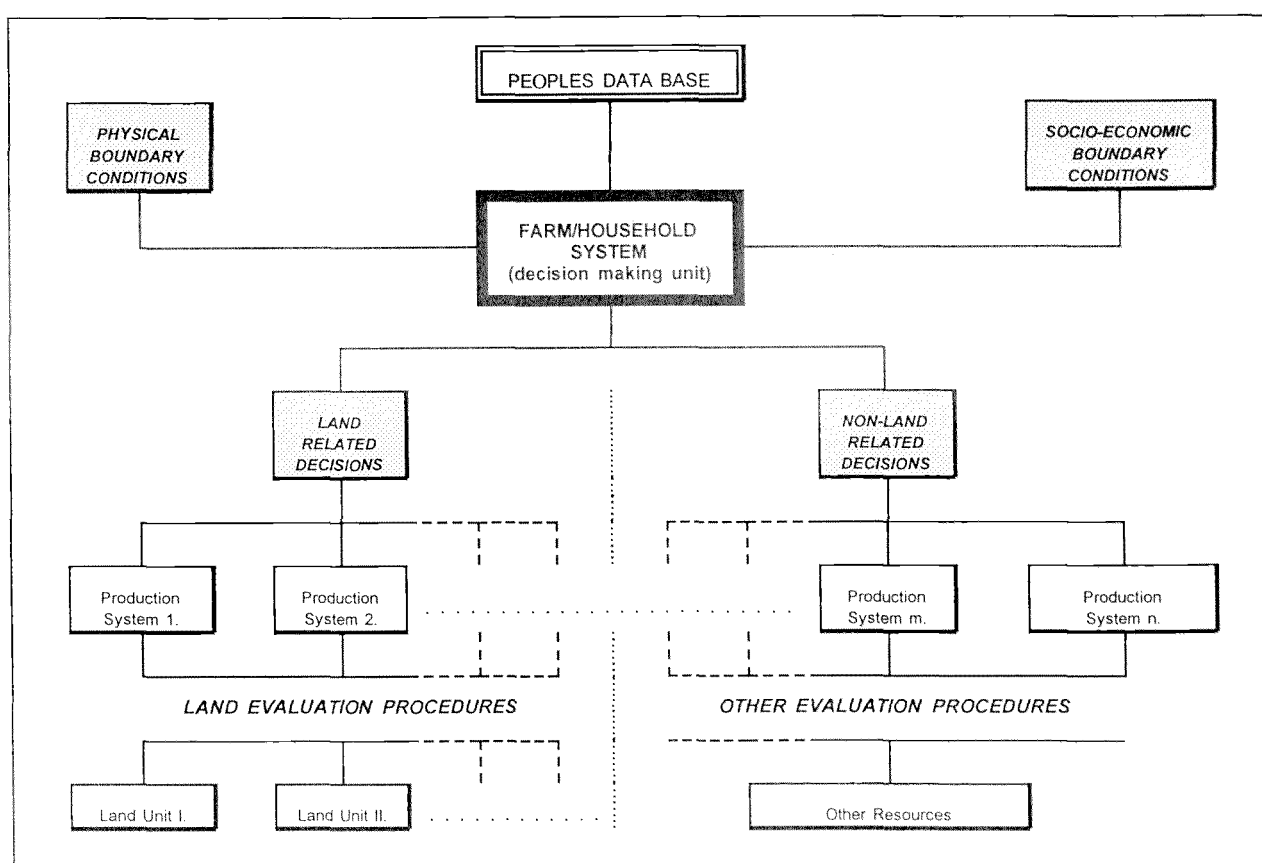 PEOPLES DATA BASE
PHYSICAL
BOUNDARY
CONDITIONS
SOCIO-ECONOMIC
BOUNDARY
CONDITIONS
FARM/HOUSEHOLD
SYSTEM
(decision making unit)
LAND
RELATED
DECISIONS
NON-LAND
RELATED
DECISIONS
Production
System 1.
Production
System 2.
Production
System m.
Production
System n.
LAND EVALUATION PROCEDURES
OTHER EVALUATION PROCEDURES
Land Unit I.
Land Unit II.
Other Resources